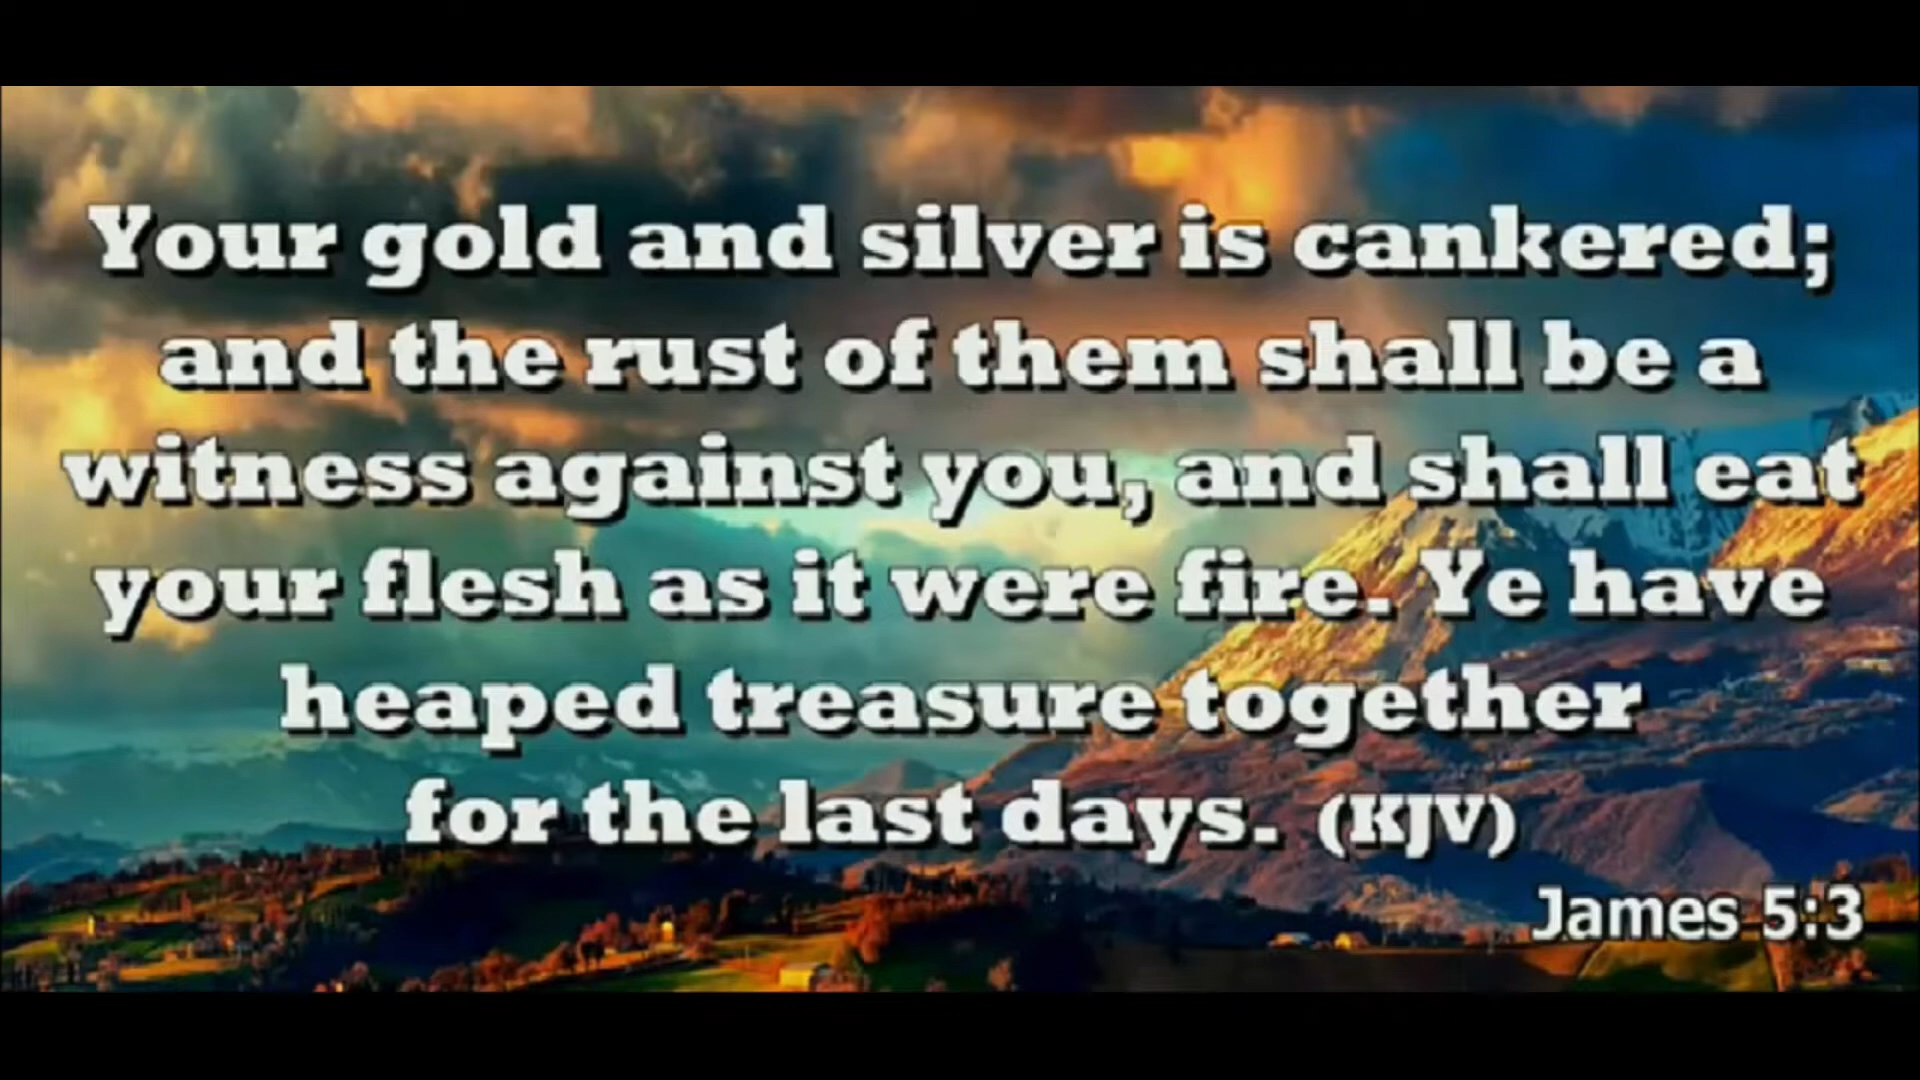 Your gold and silver is cankered;
and the rust of them shall be a
witness against you, and shall eat
your flesh as it were fire. Ye have
heaped treasure together
for the last days. (KJV)
James 5:3